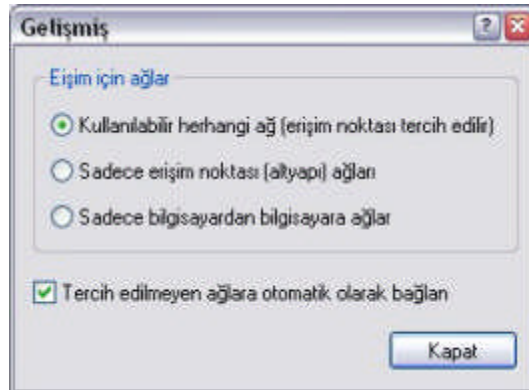 Gelişmiş
Eişim için ağlar
Kullanılabilir herhangi ağ (erişim noktası tercih edilir)
Sadece erişim noktası (altyapı) ağları
Sadece bilgisayardan bilgisayara ağlar
Tercih edilmeyen ağlara otomatik olarak bağlan
Kapat